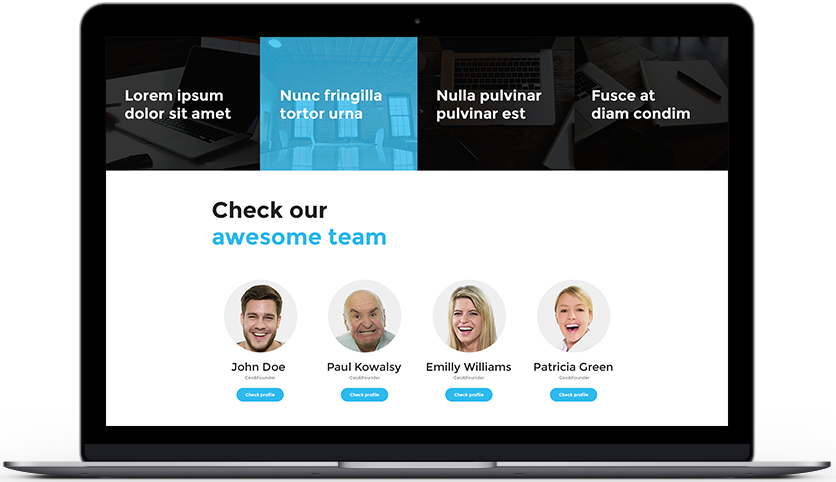 Lorem ipsum
dolor sit amet
Nunc fringilla
tortor urna
Nulla pulvinar
pulvinar est
Fusce at
diam condim
Check our
awesome team
John Doe
Ceo&Founder
Check profile
Paul Kowalsy
Ceo&Founder
Check profile
Emilly Williams
Ceo&Founder
Check profile
Patricia Green
Ceo&Founder
Check profile